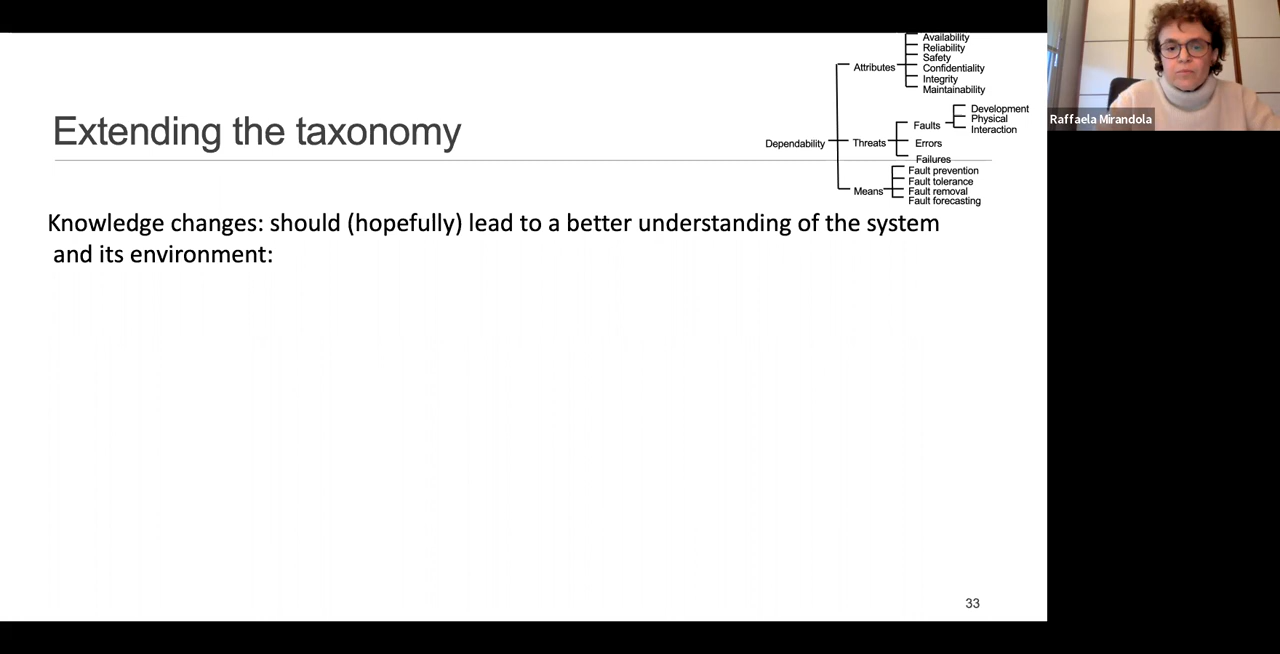 Availability
Reliability
Safety
Attributes
Confidentiality
Integrity
Maintainability
Extending the taxonomy
Development
Faults
Physical
Interaction
Dependability
Threats
Errors
Failures
Fault prevention
Fault tolerance
Means
Fault removal
Fault forecasting
Raffaela Mirandola
Knowledge changes: should (hopefully) lead to a better understanding of the system
and its environment:
33